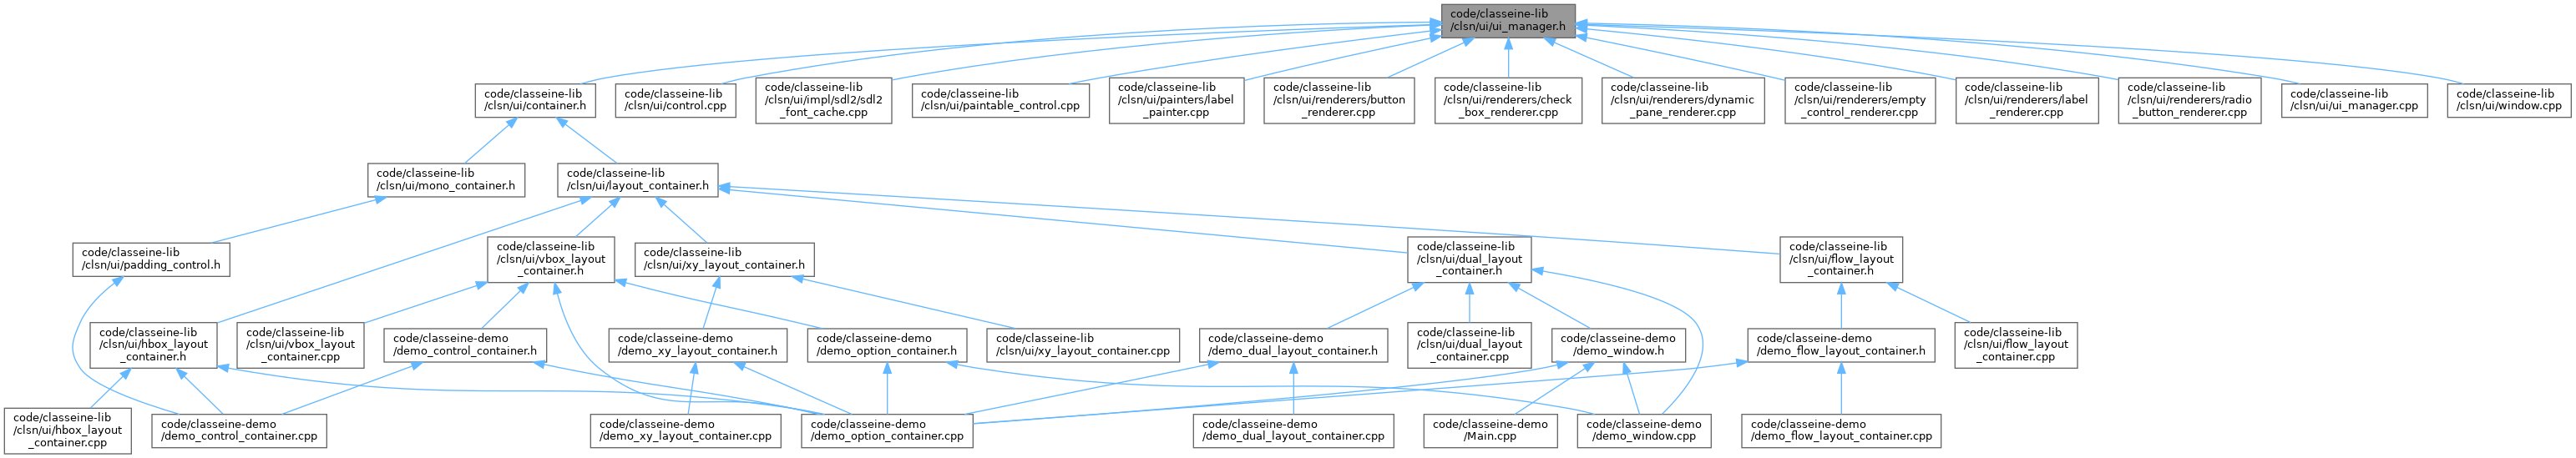 code/classeine-lib
/clsn/ui/ui_manager.h
code/classeine-lib
/clsn/ui/container.h
code/classeine-lib
/clsn/ui/control.cpp
code/classeine-lib
/clsn/ui/impl/sdl2/sdl2
_font_cache.cpp
code/classeine-lib
/clsn/ui/paintable_control.cpp
code/classeine-lib
/clsn/ui/painters/label
_painter.cpp
code/classeine-lib
/clsn/ui/renderers/button
_renderer.cpp
code/classeine-lib
/clsn/ui/renderers/check
_box_renderer.cpp
code/classeine-lib
/clsn/ui/renderers/dynamic
_pane_renderer.cpp
code/classeine-lib
/clsn/ui/renderers/empty
_control_renderer.cpp
code/classeine-lib
/clsn/ui/renderers/label
_renderer.cpp
code/classeine-lib
/clsn/ui/renderers/radio
_button_renderer.cpp
code/classeine-lib
/clsn/ui/ui_manager.cpp
code/classeine-lib
/clsn/ui/window.cpp
code/classeine-lib
/clsn/ui/mono_container.h
code/classeine-lib
/clsn/ui/layout_container.h
code/classeine-lib
/clsn/ui/padding_control.h
code/classeine-lib
/clsn/ui/vbox_layout
_container.h
code/classeine-lib
/clsn/ui/xy_layout_container.h
code/classeine-lib
/clsn/ui/dual_layout
_container.h
code/classeine-lib
/clsn/ui/flow_layout
_container.h
code/classeine-lib
/clsn/ui/hbox_layout
_container.h
code/classeine-lib
/clsn/ui/vbox_layout
_container.cpp
code/classeine-demo
/demo_control_container.h
code/classeine-demo
/demo_xy_layout_container.h
code/classeine-demo
/demo_option_container.h
code/classeine-lib
/clsn/ui/xy_layout_container.cpp
code/classeine-demo
/demo_dual_layout_container.h
code/classeine-lib
/clsn/ui/dual_layout
_container.cpp
code/classeine-demo
/demo_window.h
code/classeine-demo
/demo_flow_layout_container.h
code/classeine-lib
/clsn/ui/flow_layout
_container.cpp
code/classeine-lib
/clsn/ui/hbox_layout
_container.cpp
code/classeine-demo
/demo_control_container.cpp
code/classeine-demo
/demo_xy_layout_container.cpp
code/classeine-demo
/demo_option_container.cpp
code/classeine-demo
/demo_dual_layout_container.cpp
code/classeine-demo
/Main.cpp
code/classeine-demo
/demo_window.cpp
code/classeine-demo
/demo_flow_layout_container.cpp